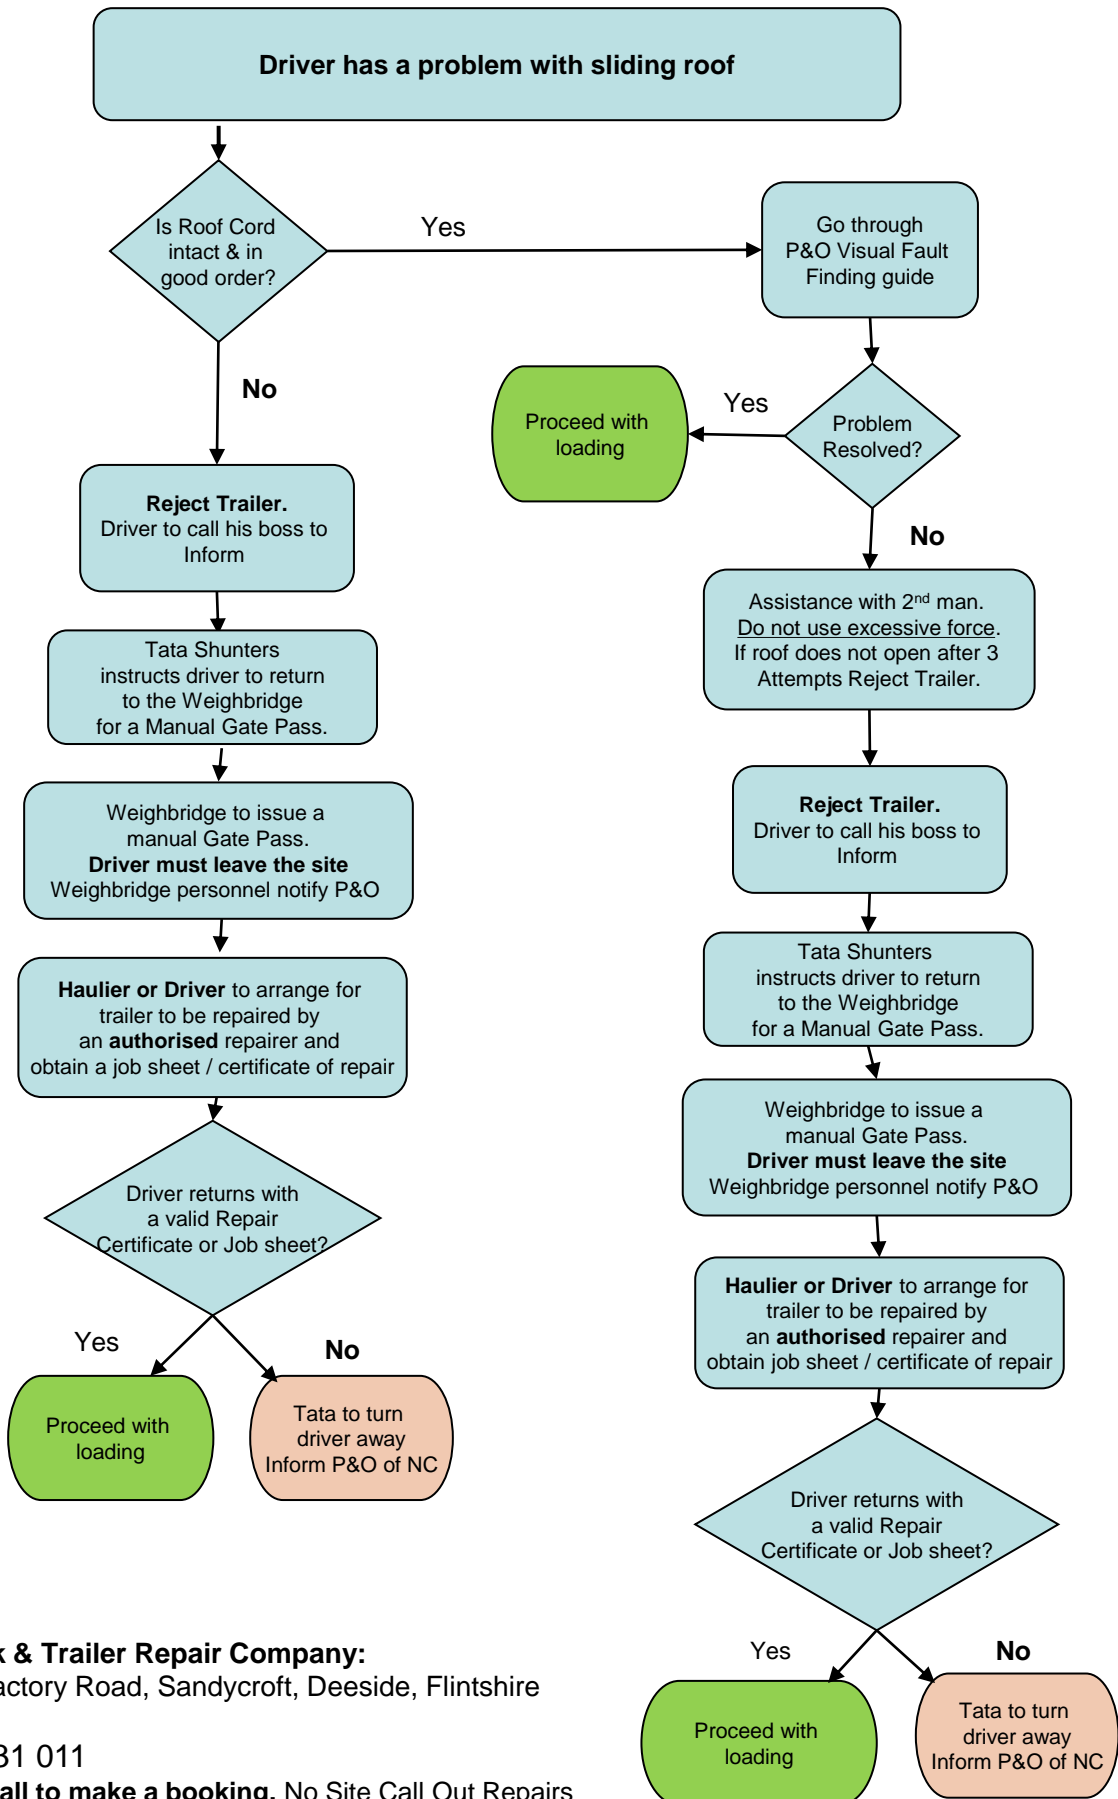 Driver has a problem with sliding roof
Is Roof Cord
intact & in
good order?
Yes
Go through
P&O Visual Fault
Finding guide
No
Proceed with
loading
Yes
Problem
Resolved?
No
Reject Trailer.
Driver to call his boss to
Inform
Assistance with 2nd man.
Do not use excessive force.
If roof does not open after 3
Attempts Reject Trailer.
Tata Shunters
instructs driver to return
to the Weighbridge
for a Manual Gate Pass.
Reject Trailer.
Driver to call his boss to
Inform
Weighbridge to issue a
manual Gate Pass.
Driver must leave the site
Weighbridge personnel notify P&O
Tata Shunters
instructs driver to return
to the Weighbridge
for a Manual Gate Pass.
Haulier or Driver to arrange for
trailer to be repaired by
an authorised repairer and
obtain a job sheet / certificate of repair
Weighbridge to issue a
manual Gate Pass.
Driver must leave the site
Weighbridge personnel notify P&O
Driver returns with
a valid Repair
Certificate or Job sheet?
Haulier or Driver to arrange for
trailer to be repaired by
an authorised repairer and
obtain job sheet / certificate of repair
Yes
No
Proceed with
loading
Tata to turn
driver away
Inform P&O of NC
Driver returns with
a valid Repair
Certificate or Job sheet?
Yes
No
Proceed with
loading
Tata to turn
driver away
Inform P&O of NC
& Trailer Repair Company:
Road, Sandycroft, Deeside, Flintshire
011
to make a booking. No Site Call Out Repairs